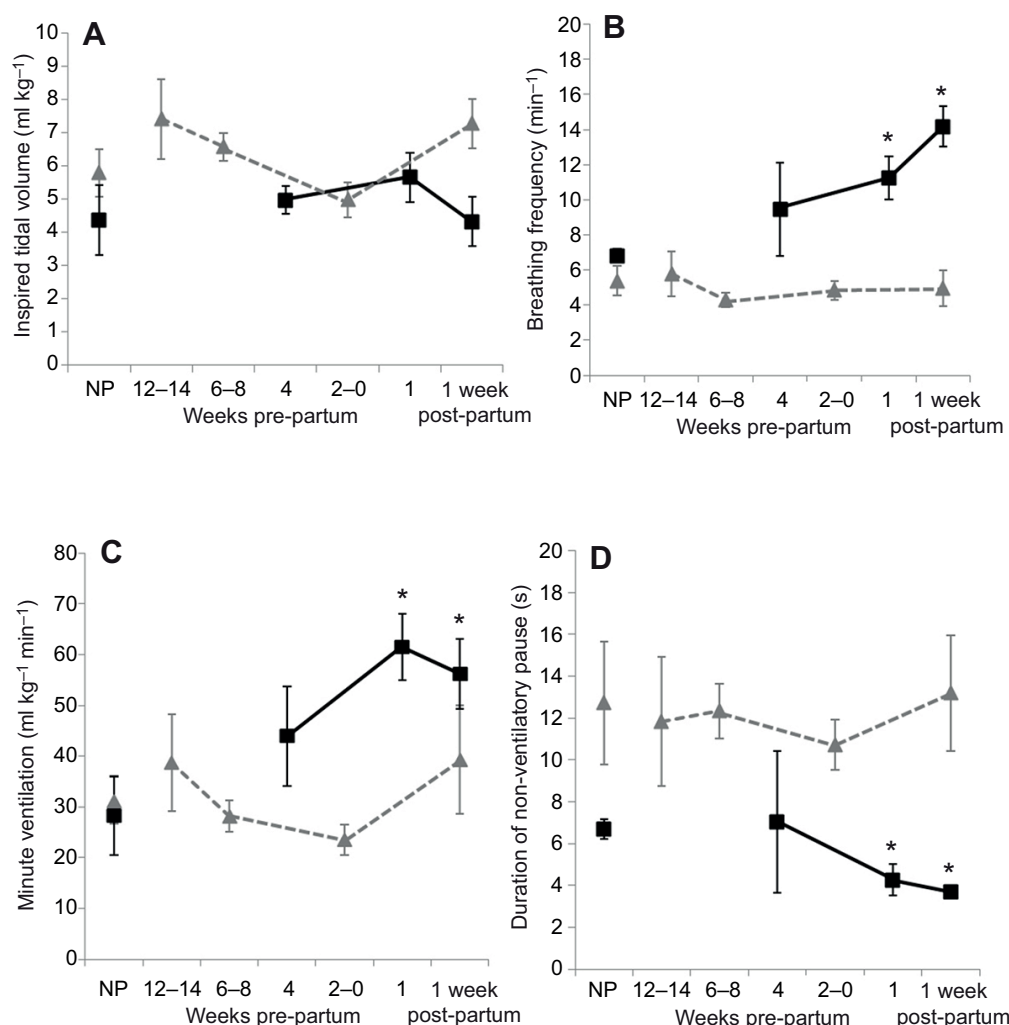 A
Inspired tidal volume (ml kg⁻¹)
10
9
8
7
6
5
4
3
2
1
0
NP 12–14 6–8 4 2–0 1 1 week
Weeks pre-partum post-partum
B
Breathing frequency (min⁻¹)
20
18
16
14
12
10
8
6
4
2
0
* *
NP 12–14 6–8 4 2–0 1 1 week
Weeks pre-partum post-partum
C
Minute ventilation (ml kg⁻¹ min⁻¹)
80
70
60
50
40
30
20
10
0
* *
NP 12–14 6–8 4 2–0 1 1 week
Weeks pre-partum post-partum
D
Duration of non-ventilatory pause (s)
20
18
16
14
12
10
8
6
4
2
0
* *
NP 12–14 6–8 4 2–0 1 1 week
Weeks pre-partum post-partum